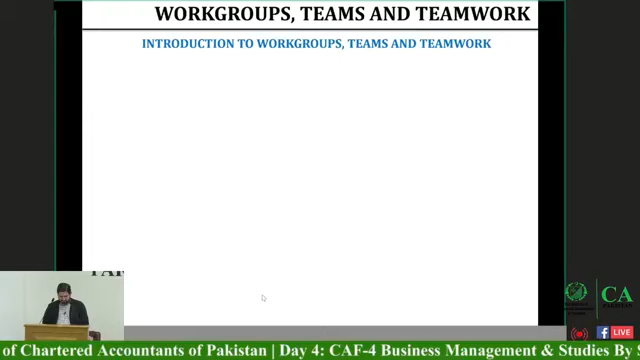 WORKGROUPS, TEAMS AND TEAMWORK
INTRODUCTION TO WORKGROUPS, TEAMS AND TEAMWORK
CA
PAKISTAN
LIVE
of Chartered Accountants of Pakistan | Day 4: CAF-4 Business Management & Studies By